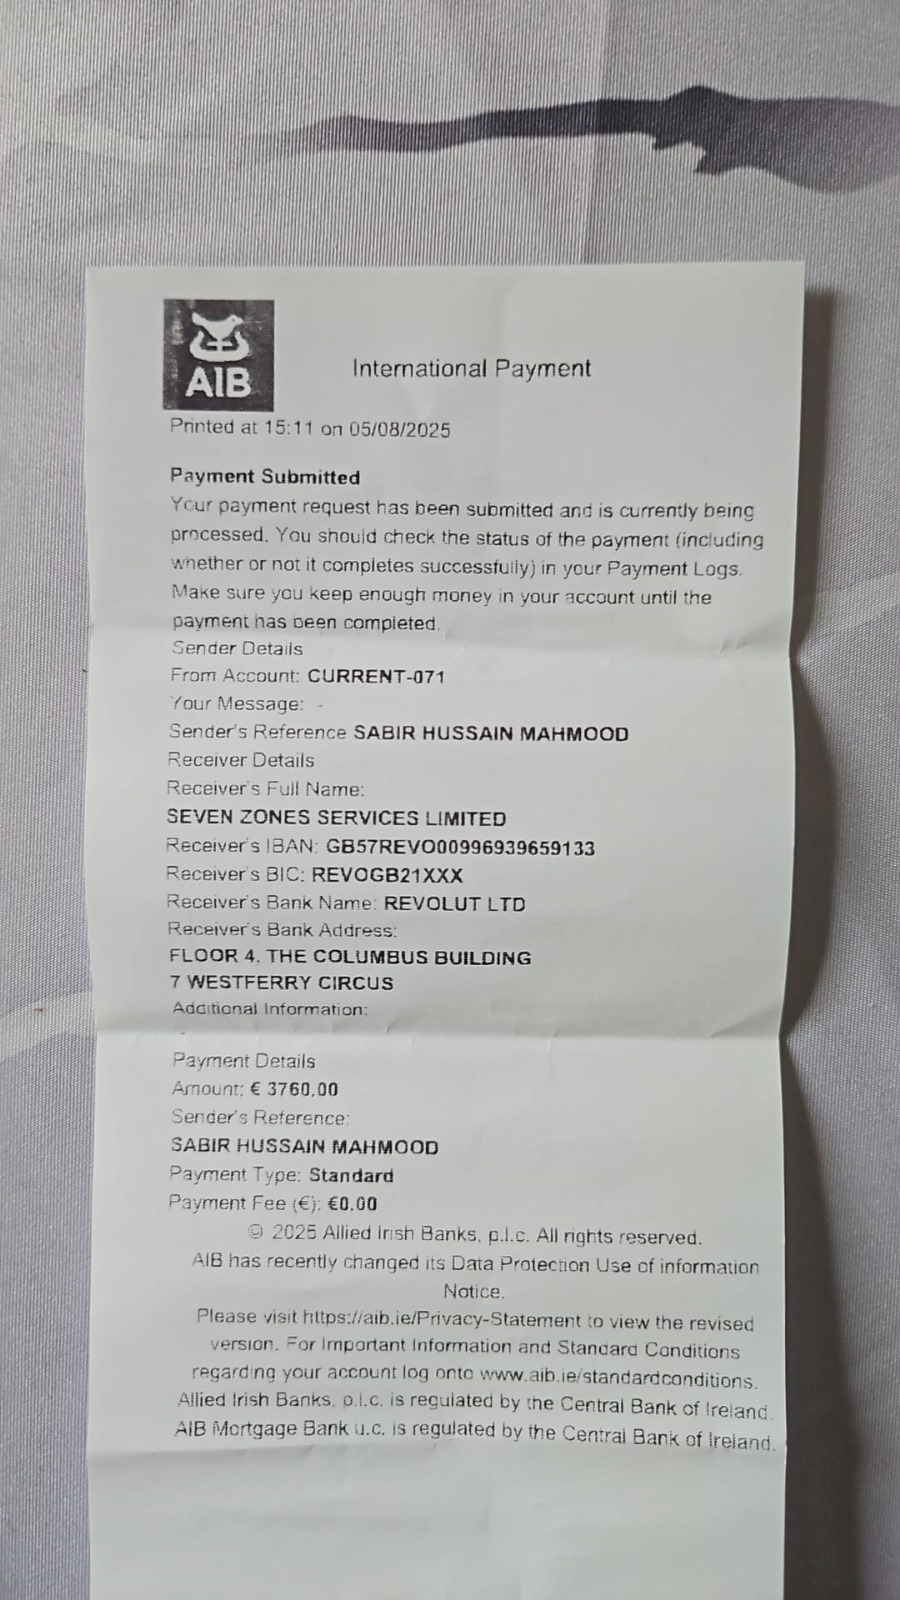 AIB
International Payment
Printed at 15:11 on 05/08/2025
Payment Submitted
Your payment request has been submitted and is currently being
processed. You should check the status of the payment (including
whether or not it completes successfully) in your Payment Logs.
Make sure you keep enough money in your account until the
payment has been completed.
Sender Details
From Account: CURRENT-071
Your Message: -
Sender's Reference SABIR HUSSAIN MAHMOOD
Receiver Details
Receiver's Full Name:
SEVEN ZONES SERVICES LIMITED
Receiver's IBAN: GB57REVO00996939659133
Receiver's BIC: REVOGB21XXX
Receiver's Bank Name: REVOLUT LTD
Receiver's Bank Address:
FLOOR 4, THE COLUMBUS BUILDING
7 WESTFERRY CIRCUS
Additional Information:
-
Payment Details
Amount: € 3760.00
Sender's Reference:
SABIR HUSSAIN MAHMOOD
Payment Type: Standard
Payment Fee (€): €0.00
© 2025 Allied Irish Banks, p.l.c. All rights reserved.
AIB has recently changed its Data Protection Use of information
Notice.
Please visit https://aib.ie/Privacy-Statement to view the revised
version. For Important Information and Standard Conditions
regarding your account log onto www.aib.ie/standardconditions.
Allied Irish Banks, p.l.c. is regulated by the Central Bank of Ireland.
AIB Mortgage Bank u.c. is regulated by the Central Bank of Ireland.